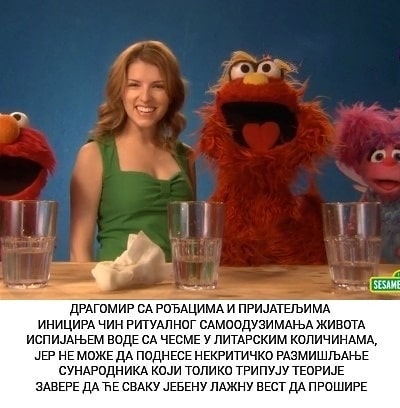 SESAME
ДРАГОМИР СА РОЂАЦИМА И ПРИЈАТЕЉИМА
ИНИЦИРА ЧИН РИТУАЛНОГ САМООДУЗИМАЊА ЖИВОТА
ИСПИЈАЊЕМ ВОДЕ СА ЧЕСМЕ У ЛИТАРСКИМ КОЛИЧИНАМА,
ЈЕР НЕ МОЖЕ ДА ПОДНЕСЕ НЕКРИТИЧКО РАЗМИШЉАЊЕ
СУНАРОДНИКА КОЈИ ТОЛИКО ТРИПУЈУ ТЕОРИЈЕ
ЗАВЕРЕ ДА ЋЕ СВАКУ ЈЕБЕНУ ЛАЖНУ ВЕСТ ДА ПРОШИРЕ